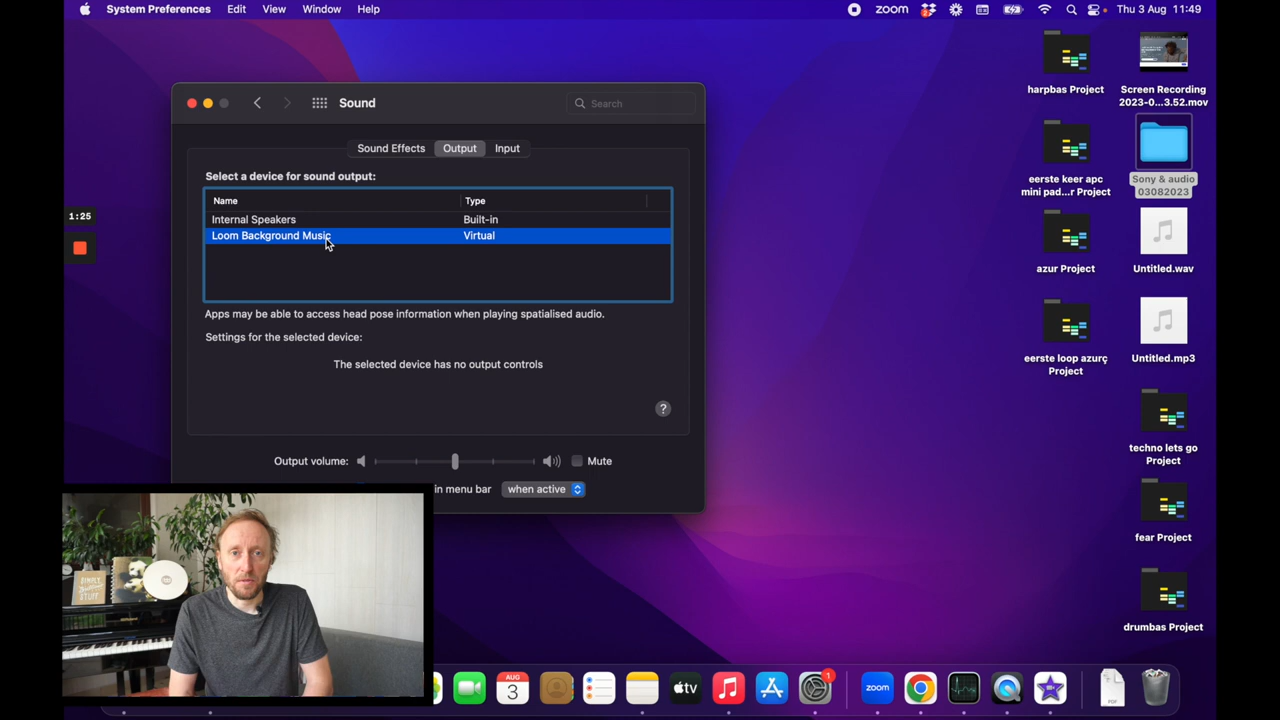 System Preferences Edit View Window Help
zoom
Thu 3 Aug 11:49
Sound
Search
Sound Effects Output Input
Select a device for sound output:
Name Type
Internal Speakers Built-in
Loom Background Music Virtual
Apps may be able to access head pose information when playing spatialised audio.
Settings for the selected device:
The selected device has no output controls
?
Output volume: Mute
in menu bar when active
1:25
harpbas Project
Screen Recording
2023-0...3.52.mov
eerste keer apc
mini pad...r Project
Sony & audio
03082023
azur Project
Untitled.wav
eerste loop azurç
Project
Untitled.mp3
techno lets go
Project
fear Project
drumbas Project
SIMPLY
STUFF
AUG
3
tv
1
zoom
PDF